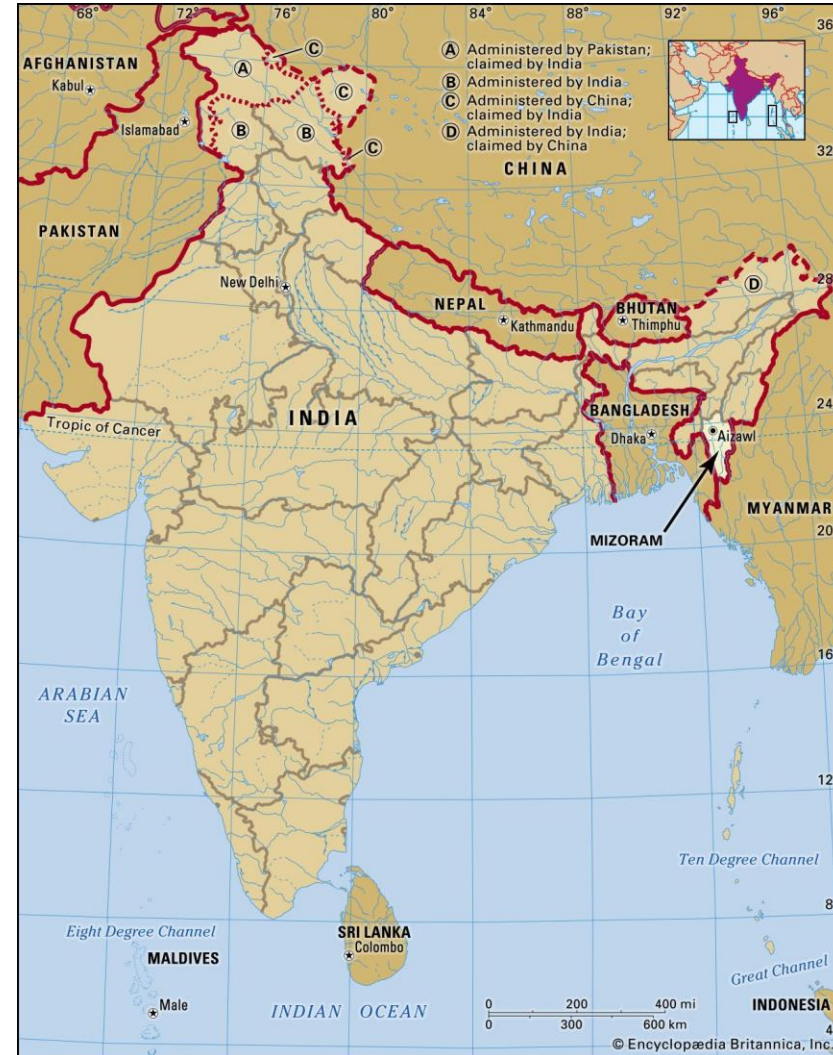 68° 72° 76° 80° 84° 88° 92° 96° 36°
AFGHANISTAN
Kabul
Islamabad
A
C
C
B
B
C
A Administered by Pakistan;
claimed by India
B Administered by India
C Administered by China;
claimed by India
D Administered by India;
claimed by China
32°
CHINA
PAKISTAN
New Delhi
NEPAL
Kathmandu
BHUTAN
Thimphu
D
28°
INDIA
Tropic of Cancer
BANGLADESH
Dhaka
Aizawl
24°
MIZORAM
MYANMAR
20°
Bay
of
Bengal
16°
ARABIAN
SEA
12°
Ten Degree Channel
8°
Eight Degree Channel
MALDIVES
Male
SRI LANKA
Colombo
Great Channel
INDIAN OCEAN
0 200 400 mi
0 300 600 km
INDONESIA
4°
© Encyclopædia Britannica, Inc.